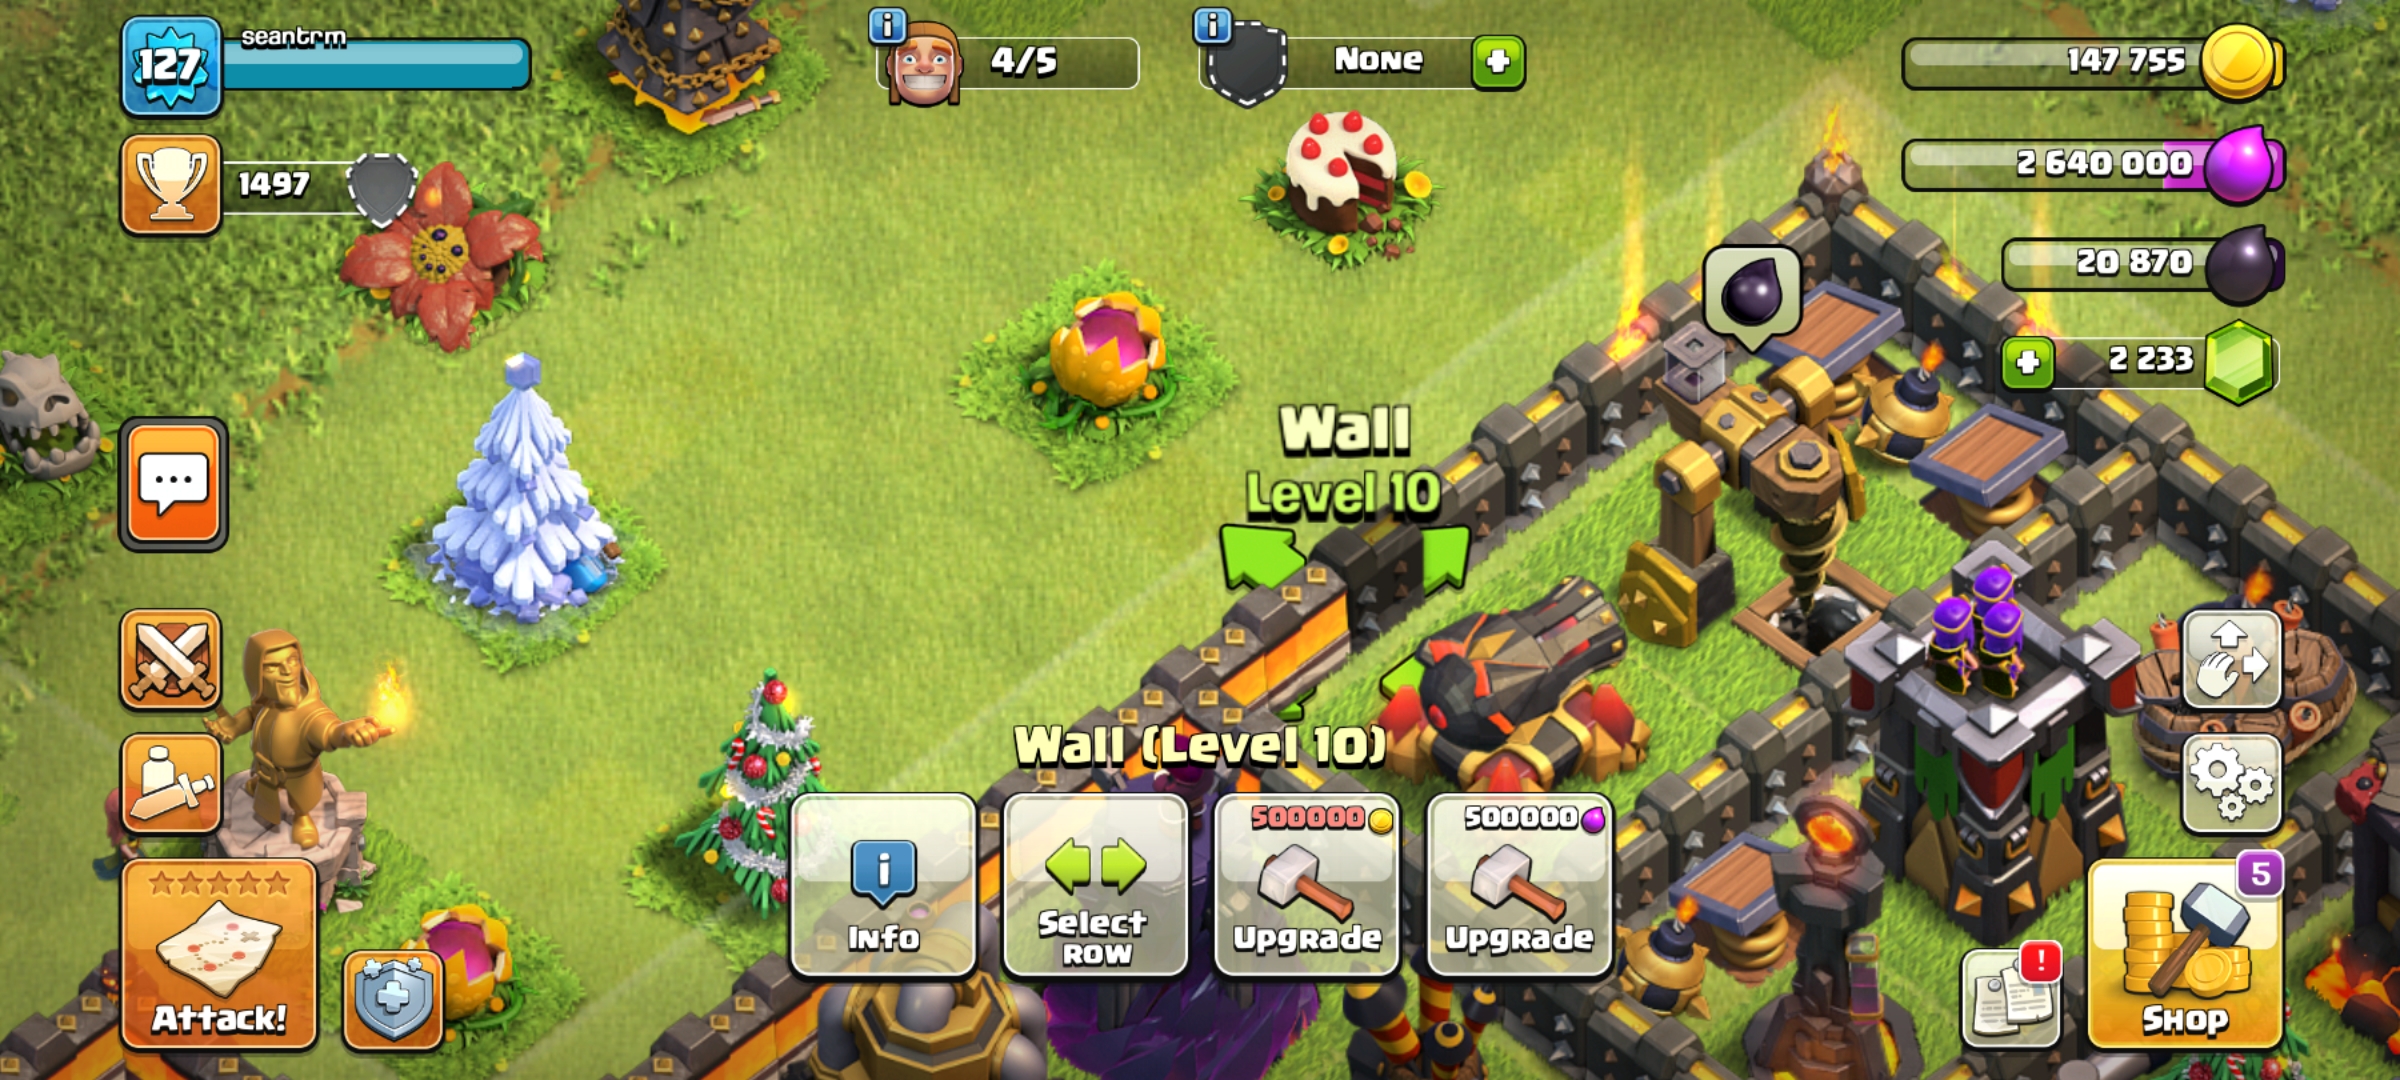 127
seantrm
4/5
None
147 755
1497
2 640 000
20 870
2 233
Wall
Level 10
Wall (Level 10)
500000
500000
Info
Select
Row
Upgrade
Upgrade
5
!
Attack!
Shop